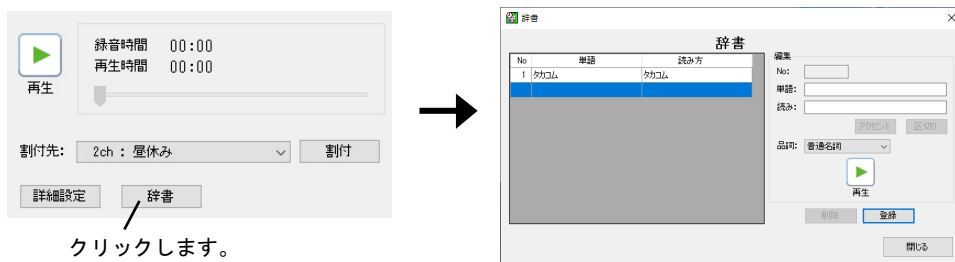 録音時間 00:00
再生時間 00:00
再生
割付先: 2ch : 昼休み 割付
詳細設定 辞書
クリックします。
辞書
辞書
No 単語 読み方
1 タカコム タカコム
編集
No:
単語:
読み:
アクセント 区切り
品詞: 普通名詞
再生
削除 登録
閉じる